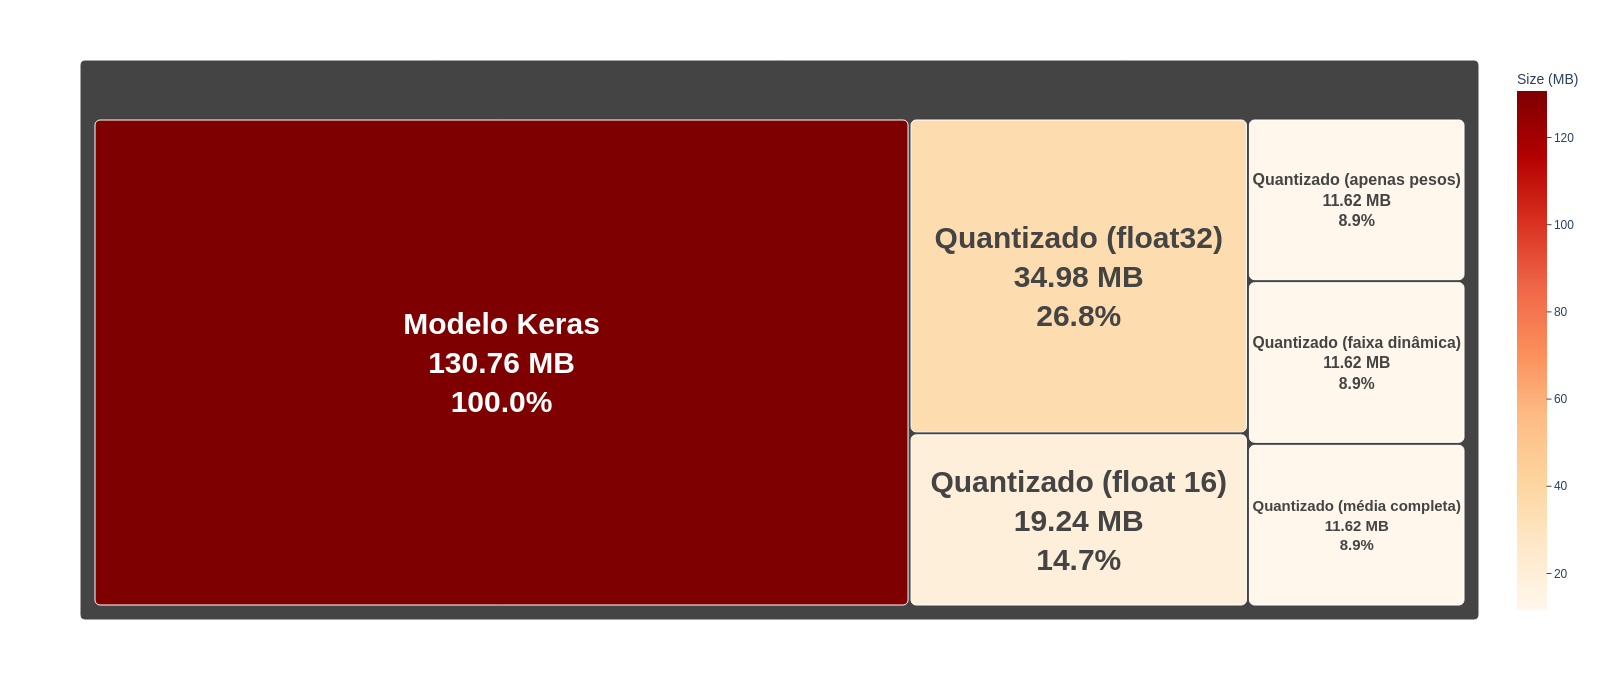 Modelo Keras
130.76 MB
100.0%
Quantizado (float32)
34.98 MB
26.8%
Quantizado (float 16)
19.24 MB
14.7%
Quantizado (apenas pesos)
11.62 MB
8.9%
Quantizado (faixa dinâmica)
11.62 MB
8.9%
Quantizado (média completa)
11.62 MB
8.9%
Size (MB)
120
100
80
60
40
20